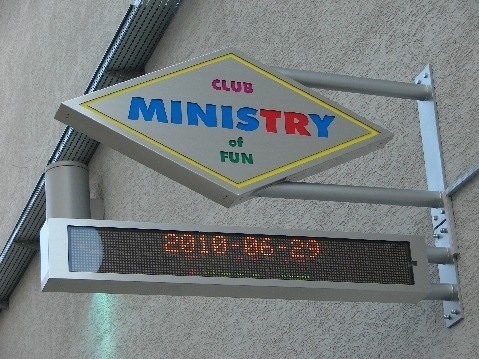 CLUB
MINISTRY
of
FUN
2010-06-29